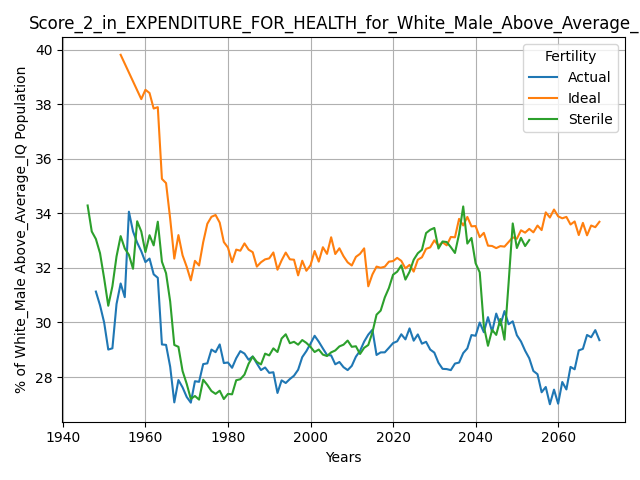 Score_2_in_EXPENDITURE_FOR_HEALTH_for_White_Male_Above_Average_
40
38
36
34
32
30
28
% of White_Male Above_Average_IQ Population
Fertility
Actual
Ideal
Sterile
1940 1960 1980 2000 2020 2040 2060
Years